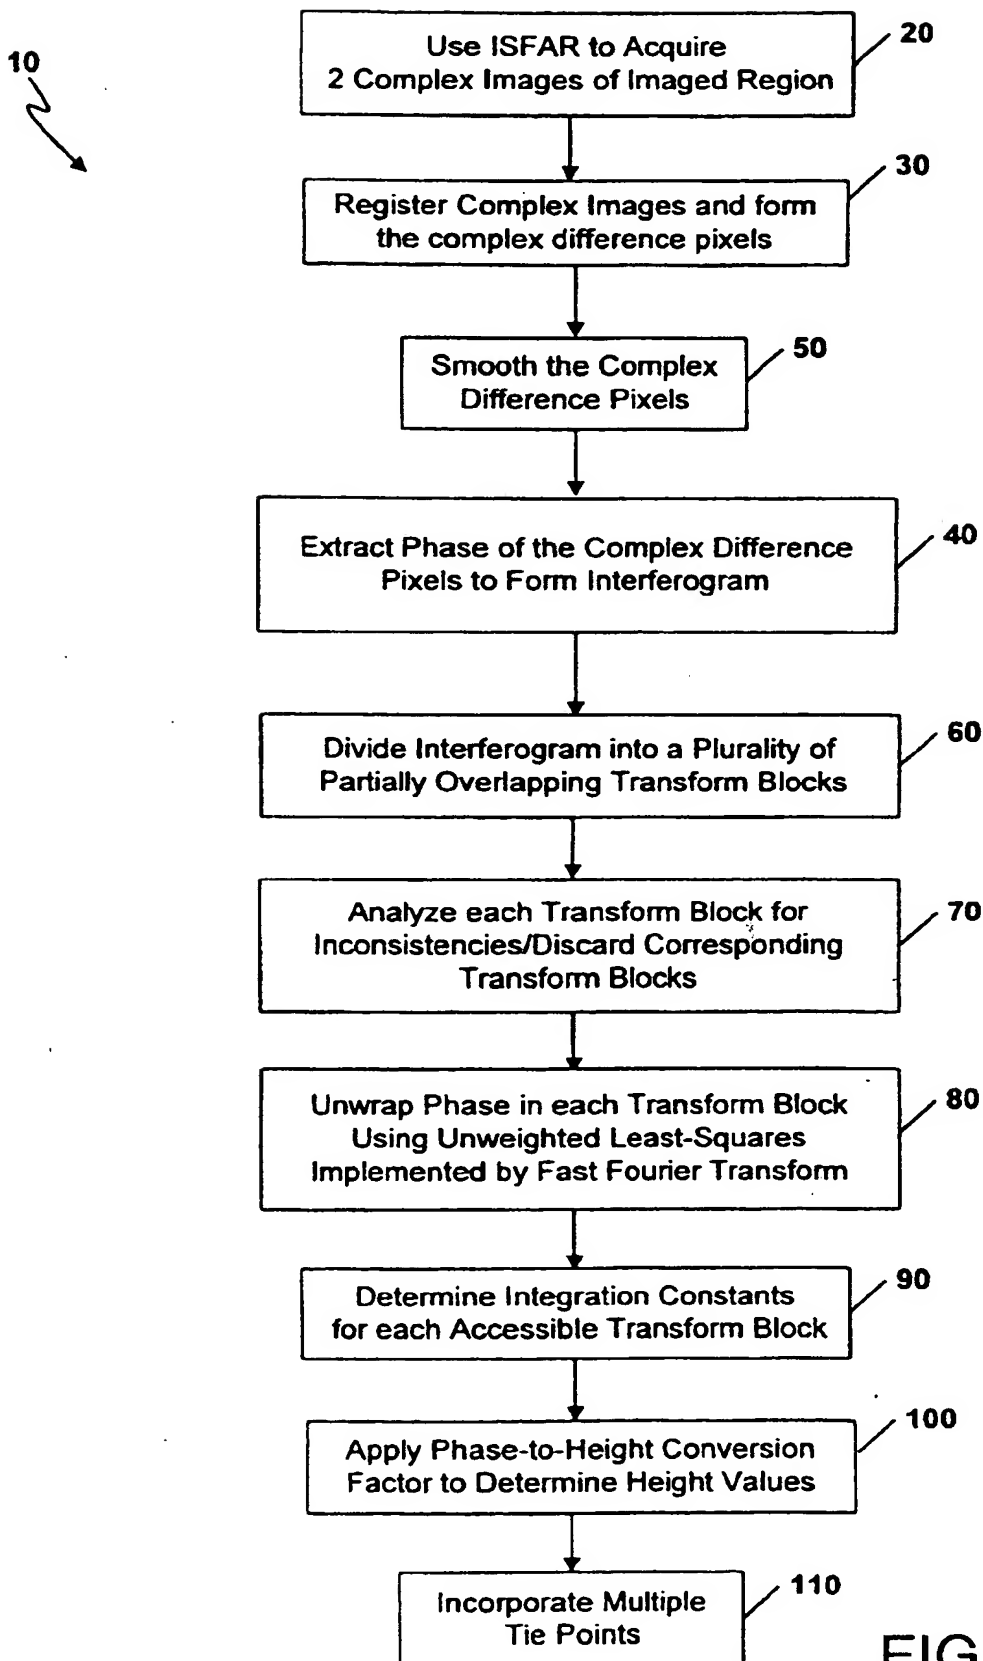 10
Use ISFAR to Acquire
2 Complex Images of Imaged Region
20
Register Complex Images and form
the complex difference pixels
30
Smooth the Complex
Difference Pixels
50
Extract Phase of the Complex Difference
Pixels to Form Interferogram
40
Divide Interferogram into a Plurality of
Partially Overlapping Transform Blocks
60
Analyze each Transform Block for
Inconsistencies/Discard Corresponding
Transform Blocks
70
Unwrap Phase in each Transform Block
Using Unweighted Least-Squares
Implemented by Fast Fourier Transform
80
Determine Integration Constants
for each Accessible Transform Block
90
Apply Phase-to-Height Conversion
Factor to Determine Height Values
100
Incorporate Multiple
Tie Points
110
FIG